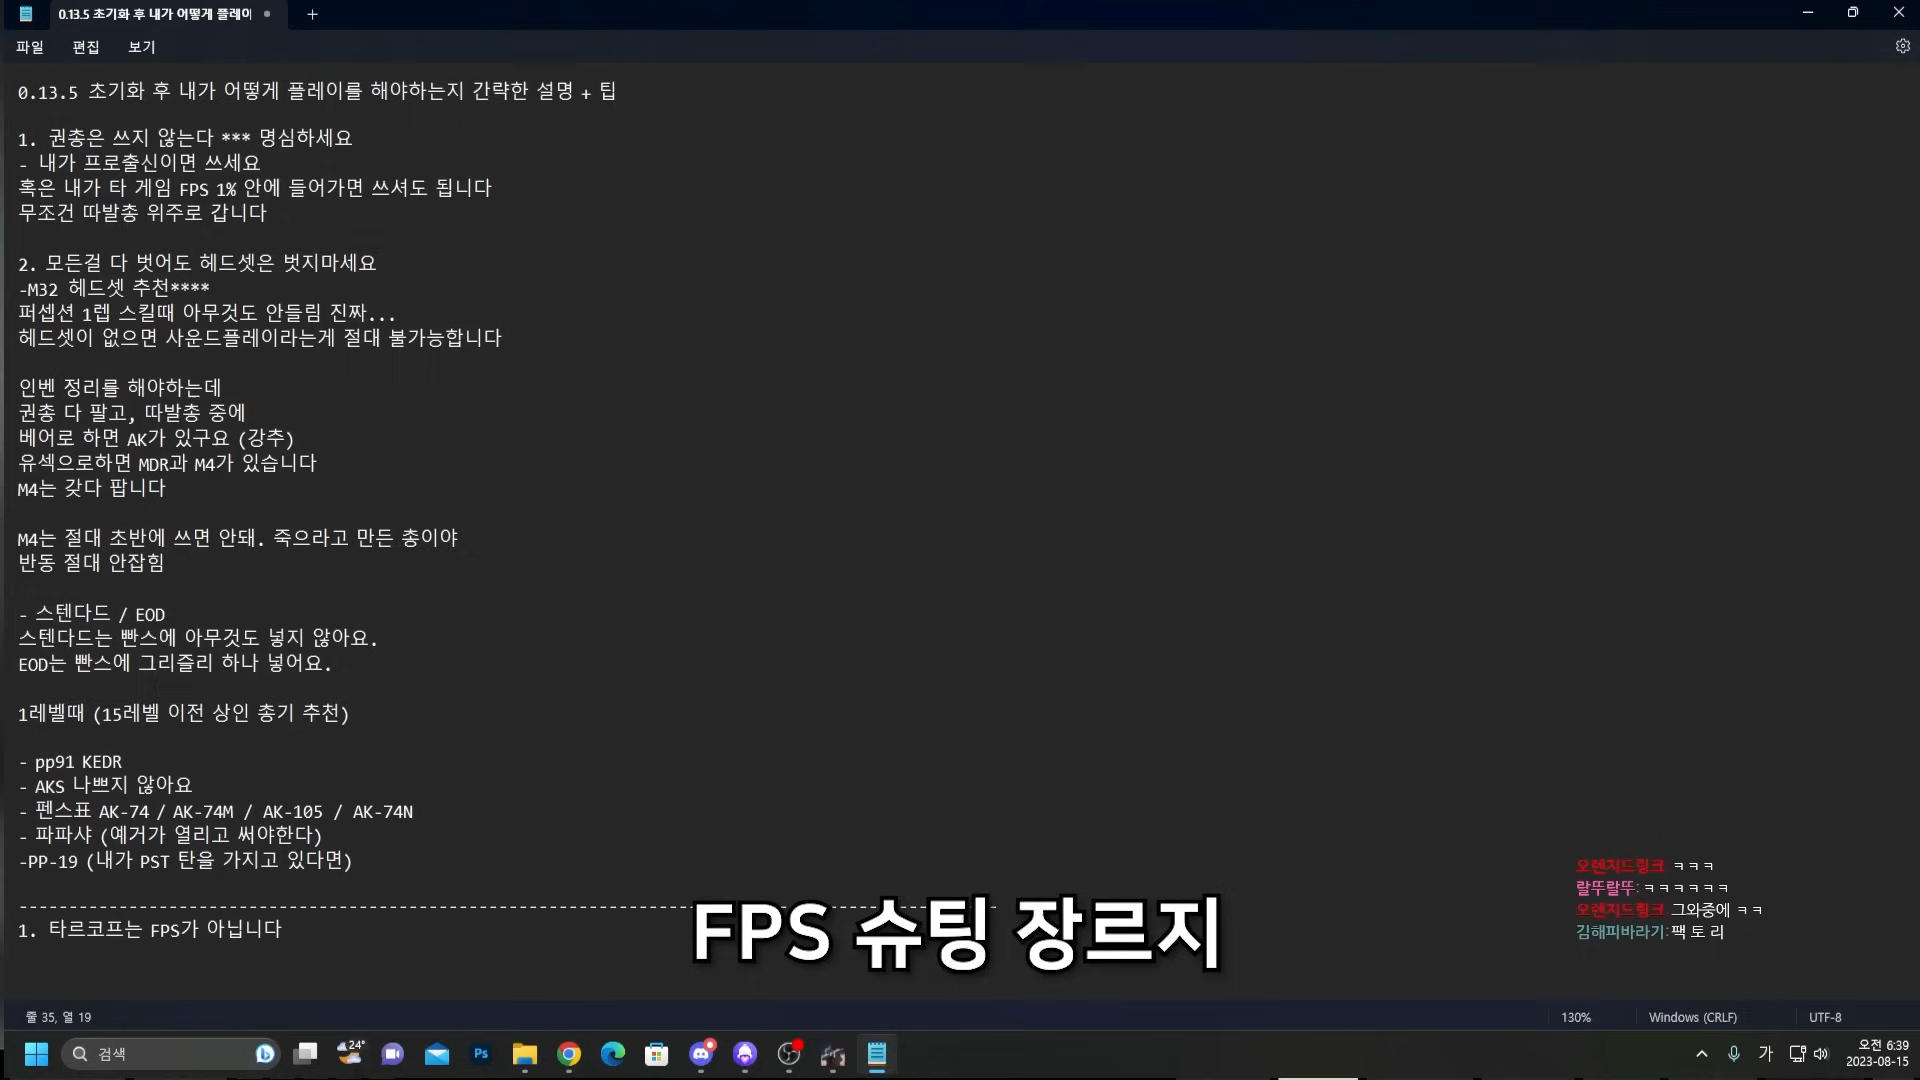 0.13.5 초기화 후 내가 어떻게 플레이
파일 편집 보기
0.13.5 초기화 후 내가 어떻게 플레이를 해야하는지 간략한 설명 + 팁
1. 권총은 쓰지 않는다 *** 명심하세요
- 내가 프로출신이면 쓰세요
혹은 내가 타 게임 FPS 1% 안에 들어가면 쓰셔도 됩니다
무조건 따발총 위주로 갑니다
2. 모든걸 다 벗어도 헤드셋은 벗지마세요
-M32 헤드셋 추천****
퍼셉션 1렙 스킬때 아무것도 안들림 진짜...
헤드셋이 없으면 사운드플레이라는게 절대 불가능합니다
인벤 정리를 해야하는데
권총 다 팔고, 따발총 중에
베어로 하면 AK가 있구요 (강추)
유섹으로하면 MDR과 M4가 있습니다
M4는 갖다 팝니다
M4는 절대 초반에 쓰면 안돼. 죽으라고 만든 총이야
반동 절대 안잡힘
- 스텐다드 / EOD
스텐다드는 빤스에 아무것도 넣지 않아요.
EOD는 빤스에 그리즐리 하나 넣어요.
1레벨때 (15레벨 이전 상인 총기 추천)
- pp91 KEDR
- AKS 나쁘지 않아요
- 펜스표 AK-74 / AK-74M / AK-105 / AK-74N
- 파파샤 (예거가 열리고 써야한다)
-PP-19 (내가 PST 탄을 가지고 있다면)
1. 타르코프는 FPS가 아닙니다
FPS 슈팅 장르지
오렌지드링크 ㅋㅋㅋ
랄뚜랄뚜: ㅋㅋㅋㅋㅋㅋ
오렌지드링크 그와중에 ㅋㅋ
김해피바라기: 팩 토 리
줄 35, 열 19
130%
Windows (CRLF)
UTF-8
검색
24°
Ps
가
오전 6:39
2023-08-15